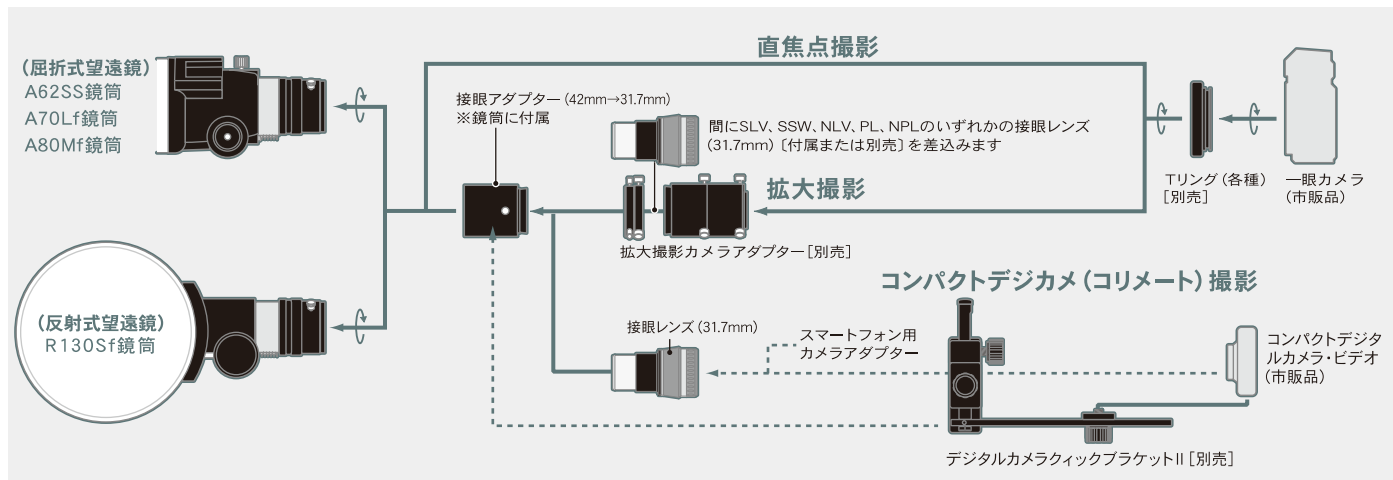 (屈折式望遠鏡)
A62SS鏡筒
A70Lf鏡筒
A80Mf鏡筒
(反射式望遠鏡)
R130Sf鏡筒
直焦点撮影
接眼アダプター(42mm→31.7mm)
※鏡筒に付属
間にSLV、SSW、NLV、PL、NPLのいずれかの接眼レンズ
(31.7mm)〔付属または別売〕を差込みます
拡大撮影
拡大撮影カメラアダプター[別売]
Tリング(各種)
[別売]
一眼カメラ
(市販品)
コンパクトデジカメ(コリメート)撮影
接眼レンズ(31.7mm)
スマートフォン用
カメラアダプター
コンパクトデジタ
ルカメラ・ビデオ
(市販品)
デジタルカメラクィックブラケットII[別売]